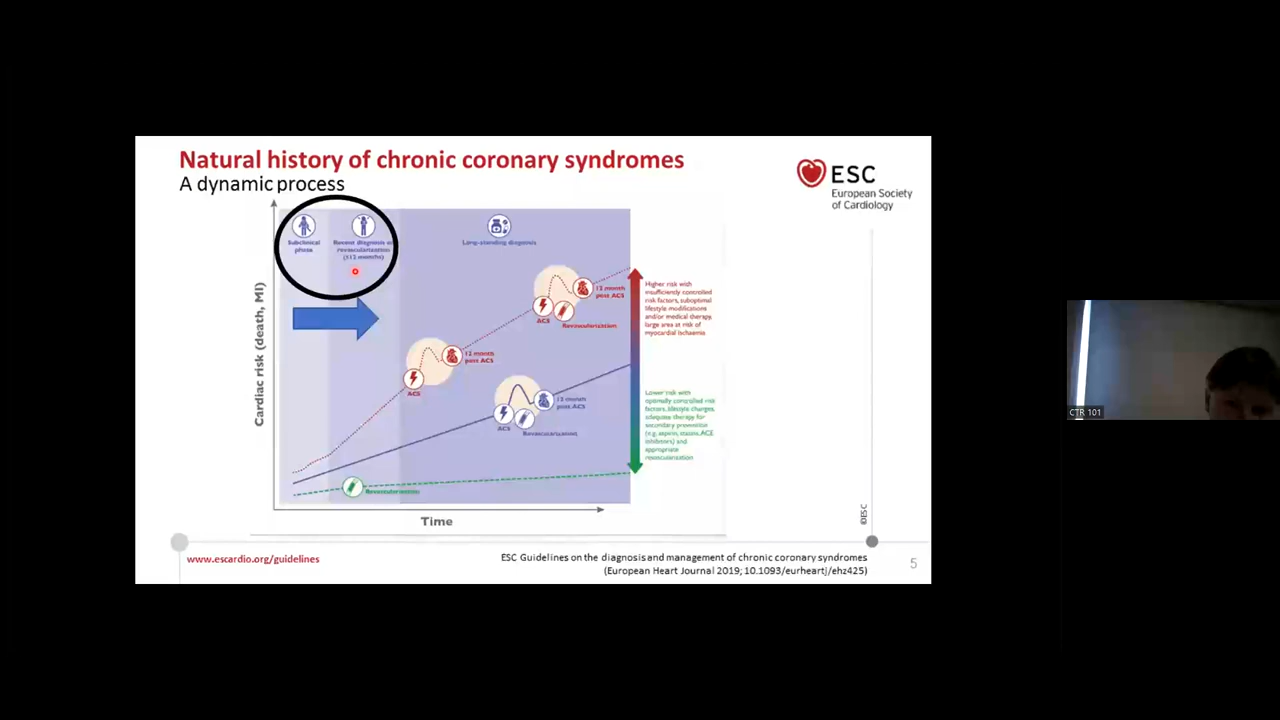 Natural history of chronic coronary syndromes
A dynamic process
ESC
European Society
of Cardiology
Cardiac risk (death, MI)
Subclinical
phase
Recent diagnosis or
revascularization
(≤12 months)
Long-standing diagnosis
12 month
post ACS
ACS
Revascularization
12 month
post ACS
ACS
12 month
post ACS
ACS
Revascularization
Revascularization
Higher risk with
insufficiently controlled
risk factors, suboptimal
lifestyle modifications
and/or medical therapy,
large area at risk of
myocardial ischaemia
Lower risk with
optimally controlled risk
factors, lifestyle changes,
adequate therapy for
secondary prevention
(e.g. aspirin, statins, ACE
inhibitors) and
appropriate
revascularization
Time
©ESC
www.escardio.org/guidelines
ESC Guidelines on the diagnosis and management of chronic coronary syndromes
(European Heart Journal 2019; 10.1093/eurheartj/ehz425)
5
CTR 101